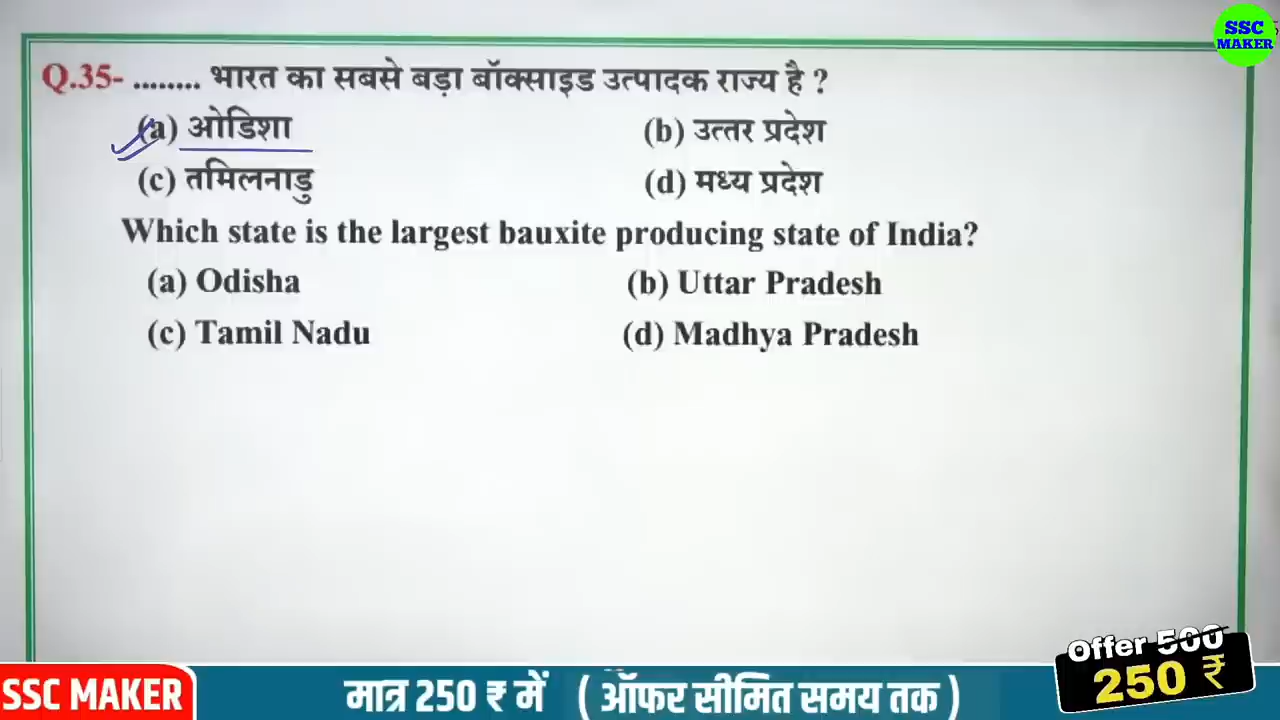 SSC
MAKER
Q.35- ........ भारत का सबसे बड़ा बॉक्साइड उत्पादक राज्य है ?
(a) ओडिशा (b) उत्तर प्रदेश
(c) तमिलनाडु (d) मध्य प्रदेश
Which state is the largest bauxite producing state of India?
(a) Odisha (b) Uttar Pradesh
(c) Tamil Nadu (d) Madhya Pradesh
Offer 500
250 ₹
SSC MAKER मात्र 250 ₹ में ( ऑफर सीमित समय तक )